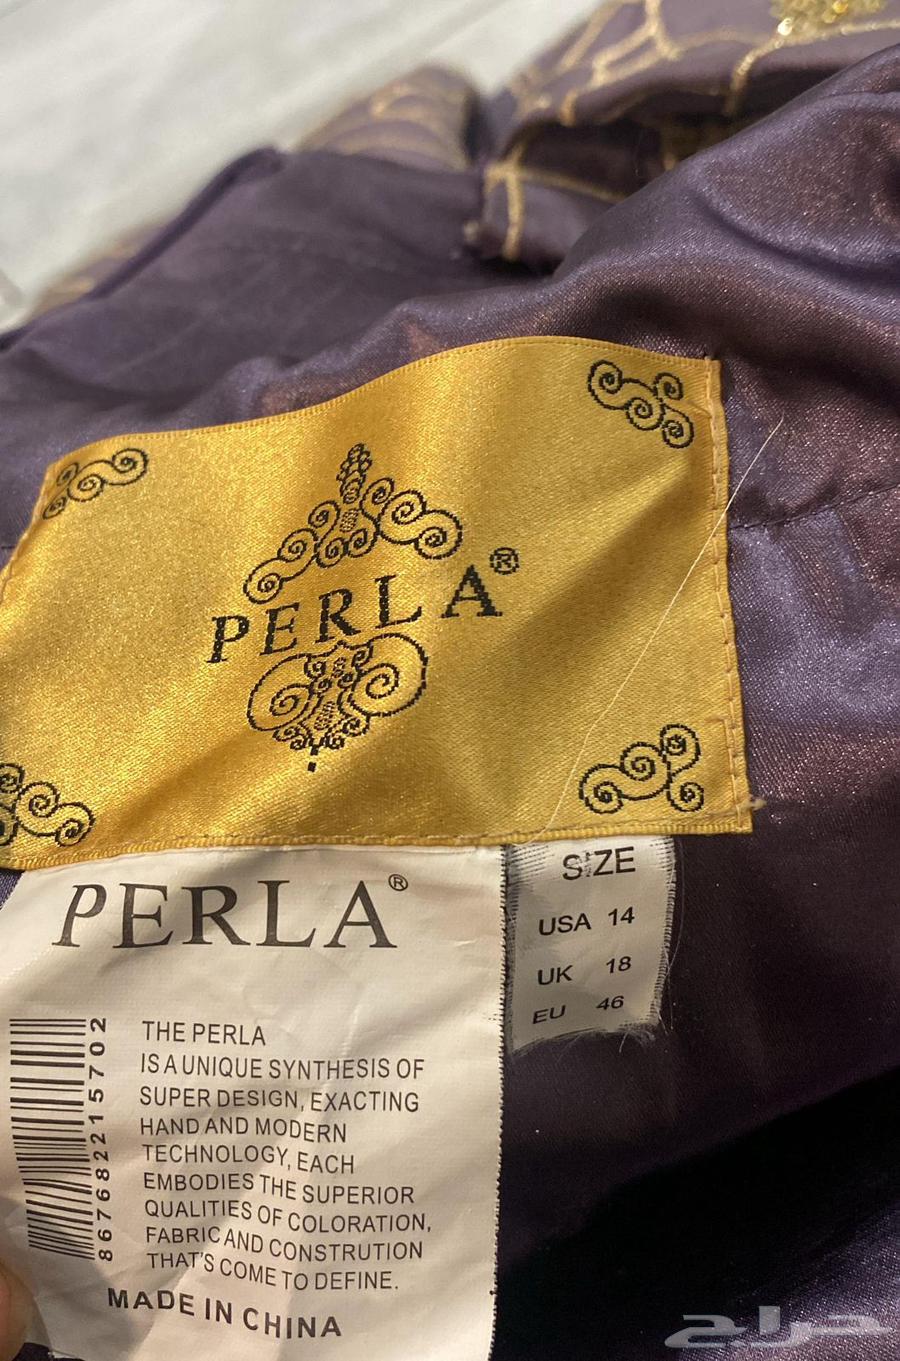 PERLA®
SIZE
USA 14
UK 18
EU 46
PERLA®
THE PERLA
IS A UNIQUE SYNTHESIS OF
SUPER DESIGN, EXACTING
HAND AND MODERN
TECHNOLOGY, EACH
EMBODIES THE SUPERIOR
QUALITIES OF COLORATION,
FABRIC AND CONSTRUTION
THAT'S COME TO DEFINE.
MADE IN CHINA
8676822115702
حراج